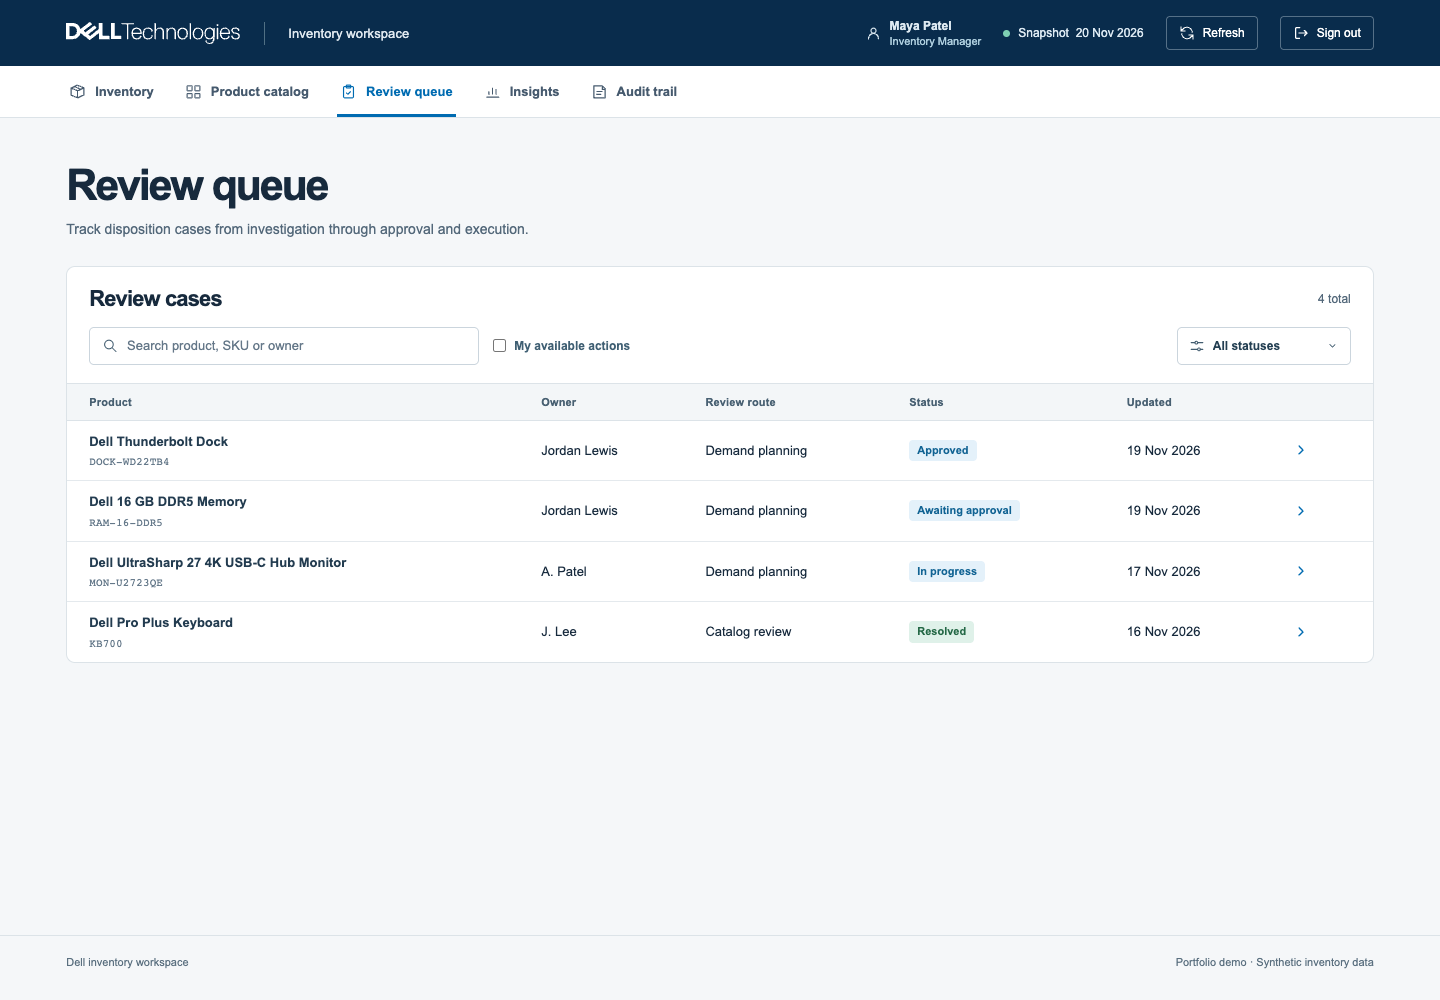 DELL Technologies
Inventory workspace
Maya Patel
Inventory Manager
Snapshot 20 Nov 2026
Refresh
Sign out
Inventory
Product catalog
Review queue
Insights
Audit trail
Review queue
Track disposition cases from investigation through approval and execution.
Review cases
4 total
Search product, SKU or owner
My available actions
All statuses
Product Owner Review route Status Updated
Dell Thunderbolt Dock
DOCK-WD22TB4
Jordan Lewis Demand planning Approved 19 Nov 2026
Dell 16 GB DDR5 Memory
RAM-16-DDR5
Jordan Lewis Demand planning Awaiting approval 19 Nov 2026
Dell UltraSharp 27 4K USB-C Hub Monitor
MON-U2723QE
A. Patel Demand planning In progress 17 Nov 2026
Dell Pro Plus Keyboard
KB700
J. Lee Catalog review Resolved 16 Nov 2026
Dell inventory workspace
Portfolio demo · Synthetic inventory data